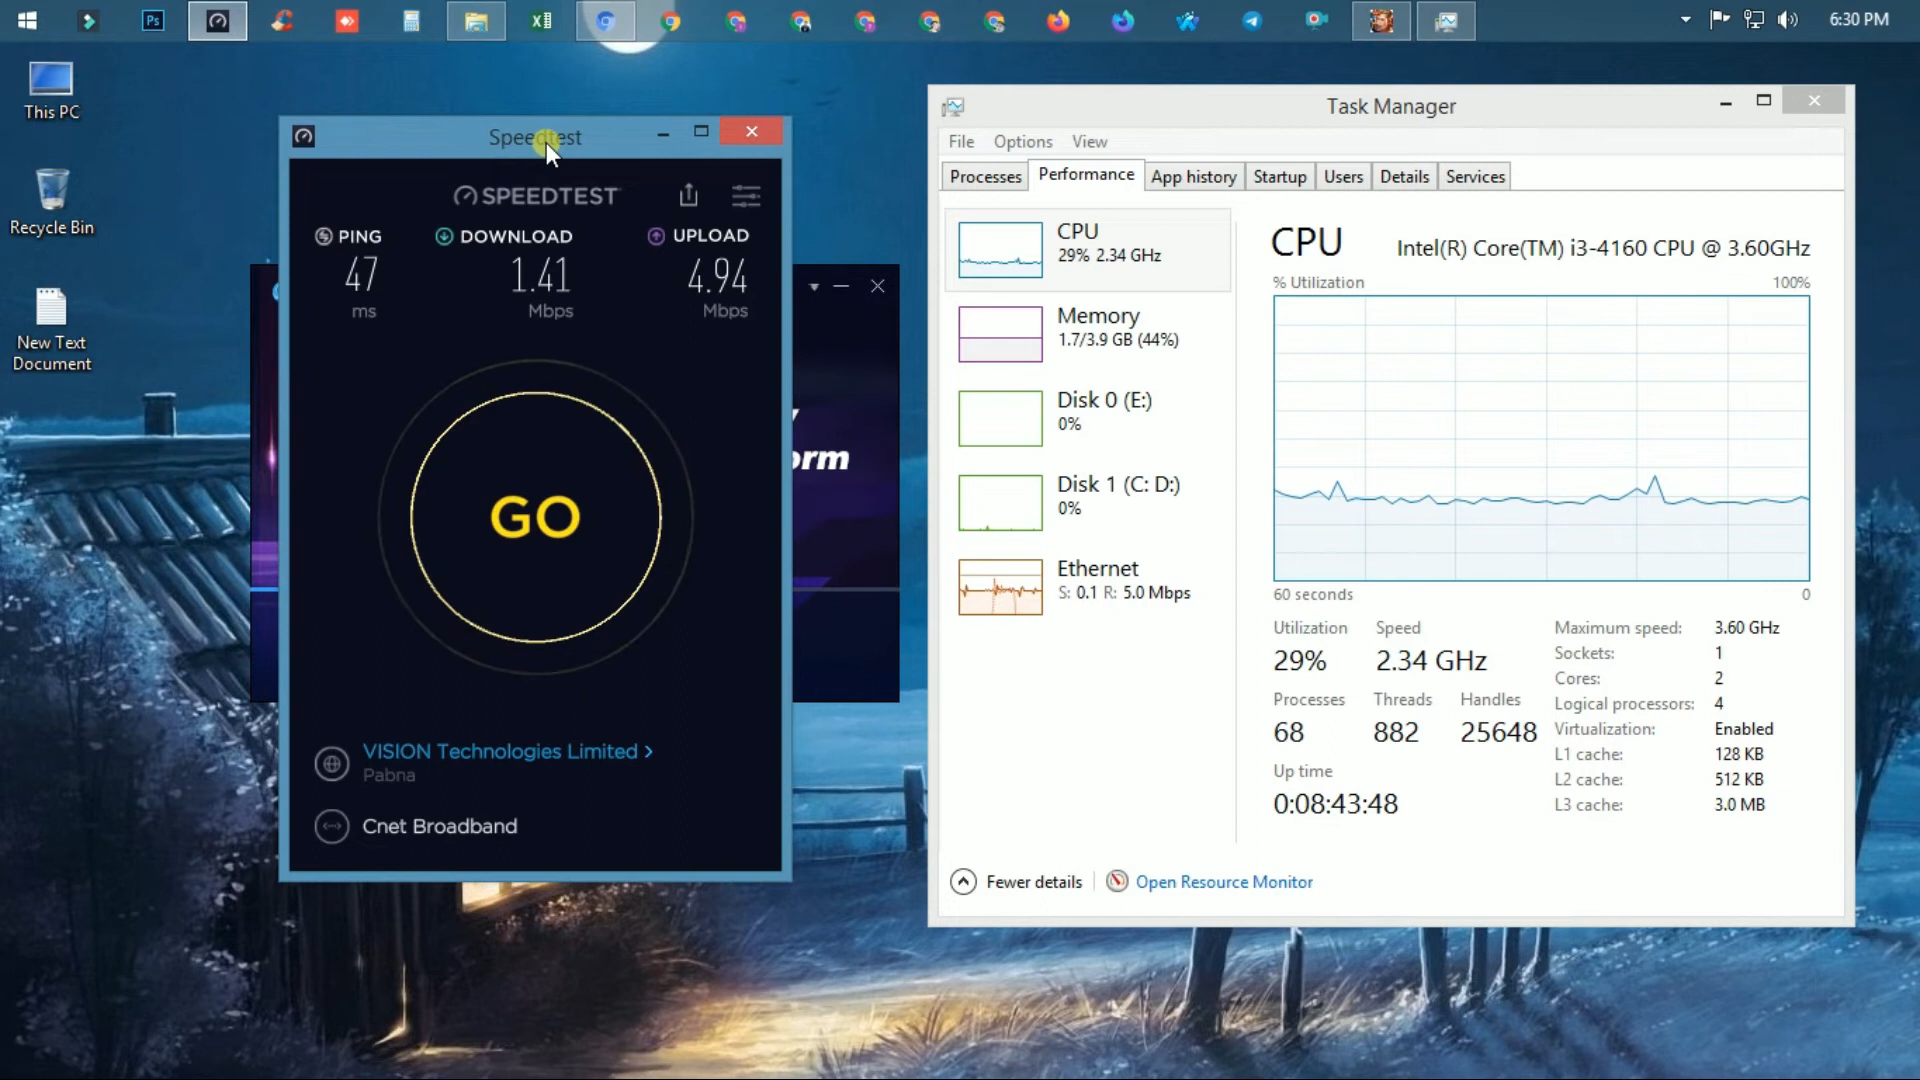 6:30 PM
Ps
This PC
Recycle Bin
New Text
Document
Speedtest
SPEEDTEST
PING DOWNLOAD UPLOAD
47 1.41 4.94
ms Mbps Mbps
GO
VISION Technologies Limited >
Pabna
Cnet Broadband
orm
Task Manager
File Options View
Processes Performance App history Startup Users Details Services
CPU
29% 2.34 GHz
Memory
1.7/3.9 GB (44%)
Disk 0 (E:)
0%
Disk 1 (C: D:)
0%
Ethernet
S: 0.1 R: 5.0 Mbps
CPU Intel(R) Core(TM) i3-4160 CPU @ 3.60GHz
% Utilization 100%
60 seconds 0
Utilization Speed
29% 2.34 GHz
Processes Threads Handles
68 882 25648
Up time
0:08:43:48
Maximum speed: 3.60 GHz
Sockets: 1
Cores: 2
Logical processors: 4
Virtualization: Enabled
L1 cache: 128 KB
L2 cache: 512 KB
L3 cache: 3.0 MB
Fewer details Open Resource Monitor